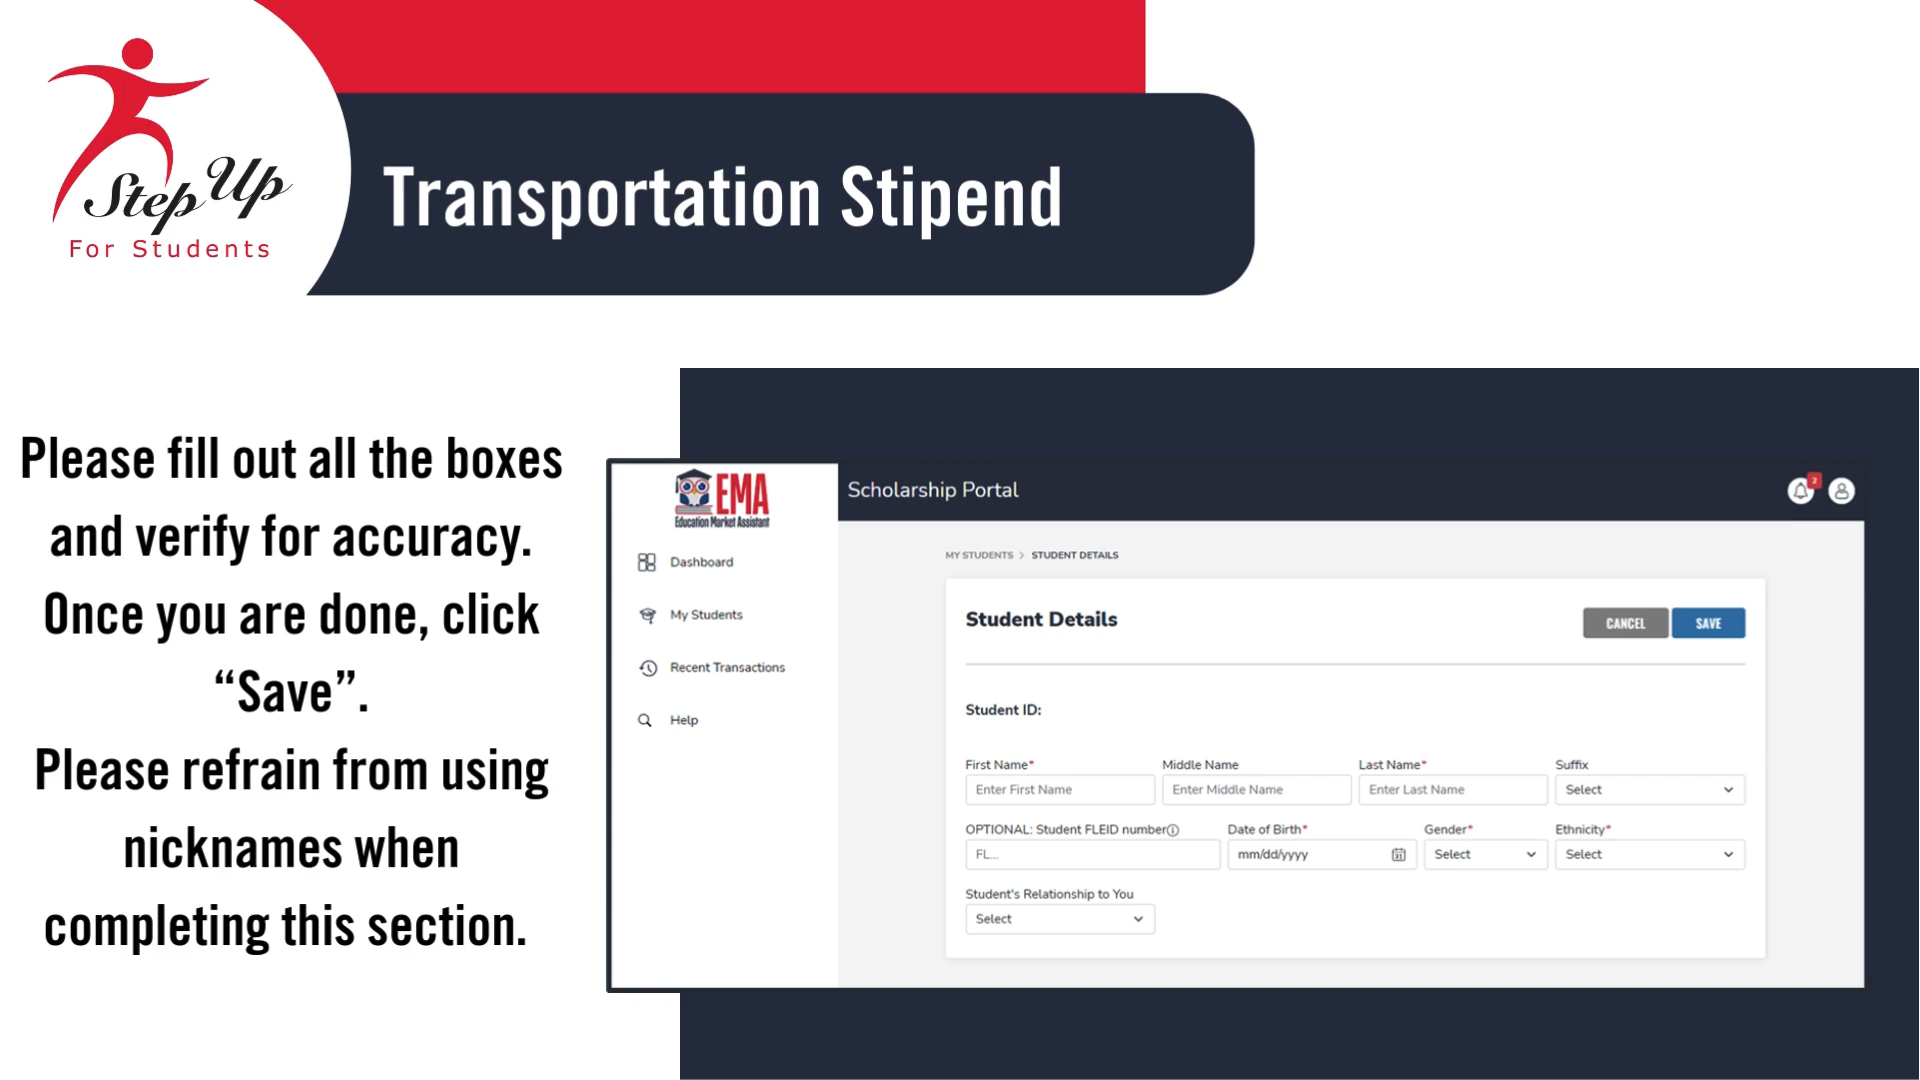 Step Up
For Students
Transportation Stipend
Please fill out all the boxes
and verify for accuracy.
Once you are done, click
“Save”.
Please refrain from using
nicknames when
completing this section.
EMA
Education Market Assistant
Scholarship Portal
2
Dashboard
My Students
Recent Transactions
Help
MY STUDENTS > STUDENT DETAILS
Student Details
CANCEL
SAVE
Student ID:
First Name* Middle Name Last Name* Suffix
Enter First Name Enter Middle Name Enter Last Name Select
OPTIONAL: Student FLEID number Date of Birth* Gender* Ethnicity*
FL... mm/dd/yyyy Select Select
Student's Relationship to You
Select